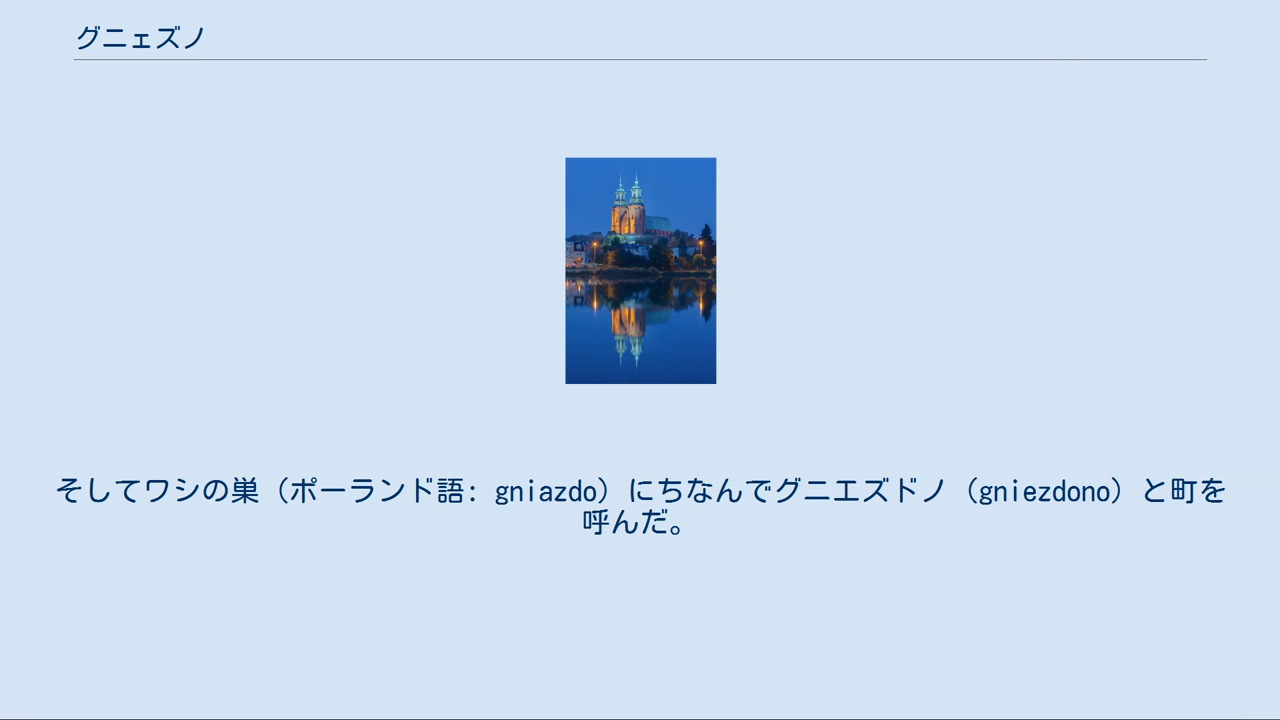 グニェズノ
そしてワシの巣（ポーランド語: gniazdo）にちなんでグニエズドノ（gniezdono）と町を
呼んだ。